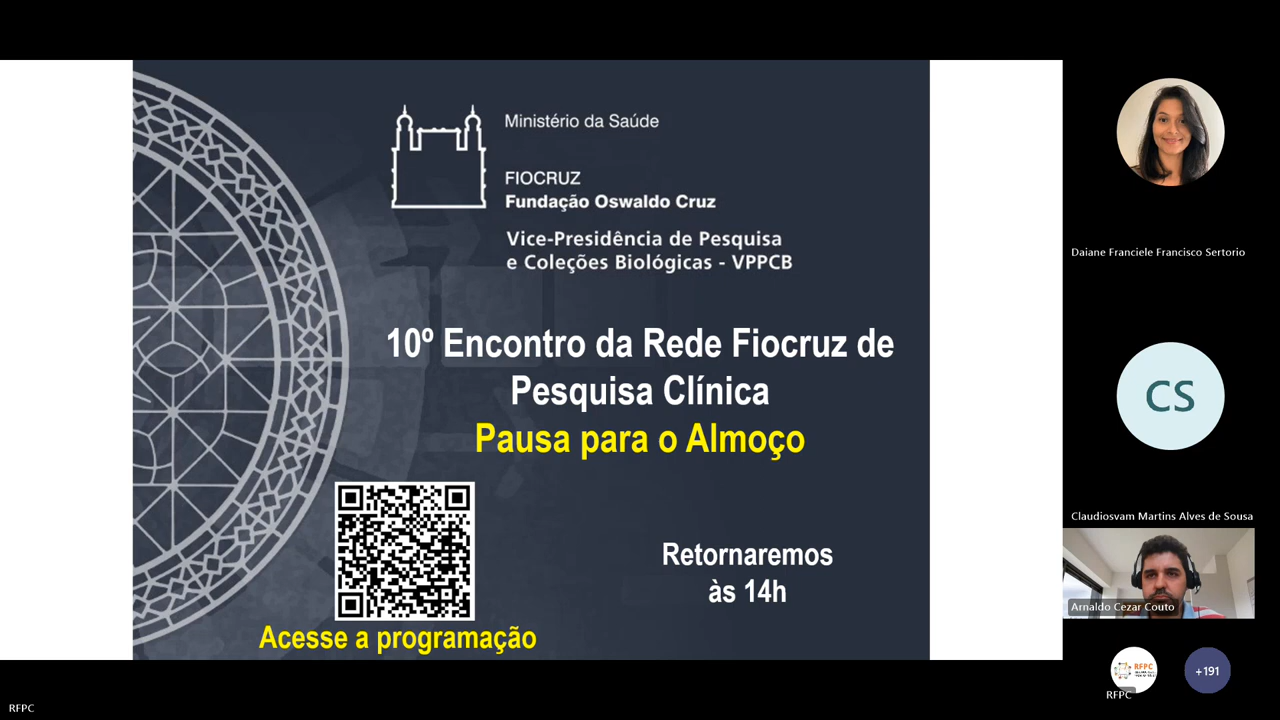 Ministério da Saúde
FIOCRUZ
Fundação Oswaldo Cruz
Vice-Presidência de Pesquisa
e Coleções Biológicas - VPPCB
10º Encontro da Rede Fiocruz de
Pesquisa Clínica
Pausa para o Almoço
Retornaremos
às 14h
Acesse a programação
Daiane Franciele Francisco Sertorio
CS
Claudiosvam Martins Alves de Sousa
Arnaldo Cezar Couto
RFPC
+191
RFPC
RFPC